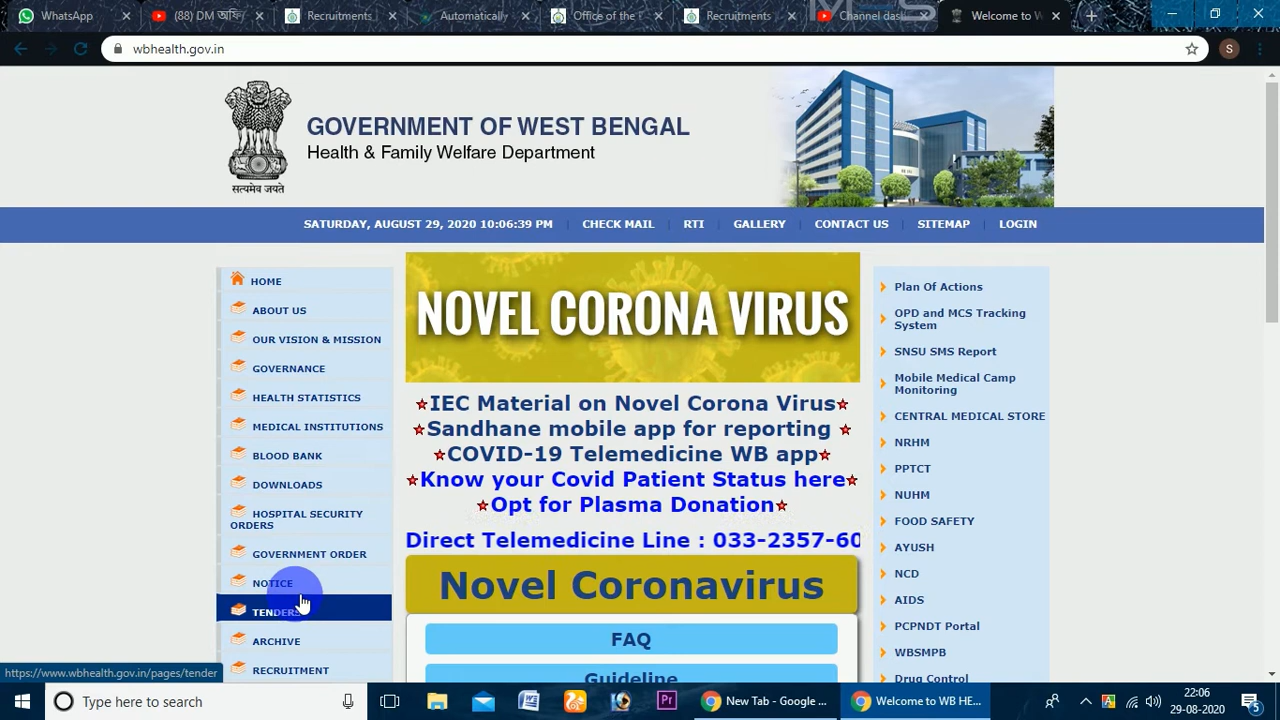 WhatsApp
(88) DM অফি
Recruitments
Automatically
Office of the
Recruitments
Channel das
Welcome to W
wbhealth.gov.in
S
GOVERNMENT OF WEST BENGAL
Health & Family Welfare Department
सत्यमेव जयते
SATURDAY, AUGUST 29, 2020 10:06:39 PM
CHECK MAIL
RTI
GALLERY
CONTACT US
SITEMAP
LOGIN
HOME
ABOUT US
OUR VISION & MISSION
GOVERNANCE
HEALTH STATISTICS
MEDICAL INSTITUTIONS
BLOOD BANK
DOWNLOADS
HOSPITAL SECURITY
ORDERS
GOVERNMENT ORDER
NOTICE
TENDERS
ARCHIVE
RECRUITMENT
NOVEL CORONA VIRUS
IEC Material on Novel Corona Virus
Sandhane mobile app for reporting
COVID-19 Telemedicine WB app
Know your Covid Patient Status here
Opt for Plasma Donation
Direct Telemedicine Line : 033-2357-60
Novel Coronavirus
FAQ
Guideline
Plan Of Actions
OPD and MCS Tracking
System
SNSU SMS Report
Mobile Medical Camp
Monitoring
CENTRAL MEDICAL STORE
NRHM
PPTCT
NUHM
FOOD SAFETY
AYUSH
NCD
AIDS
PCPNDT Portal
WBSMPB
Drug Control
https://www.wbhealth.gov.in/pages/tender
Type here to search
New Tab - Google ...
Welcome to WB HE...
22:06
29-08-2020
5